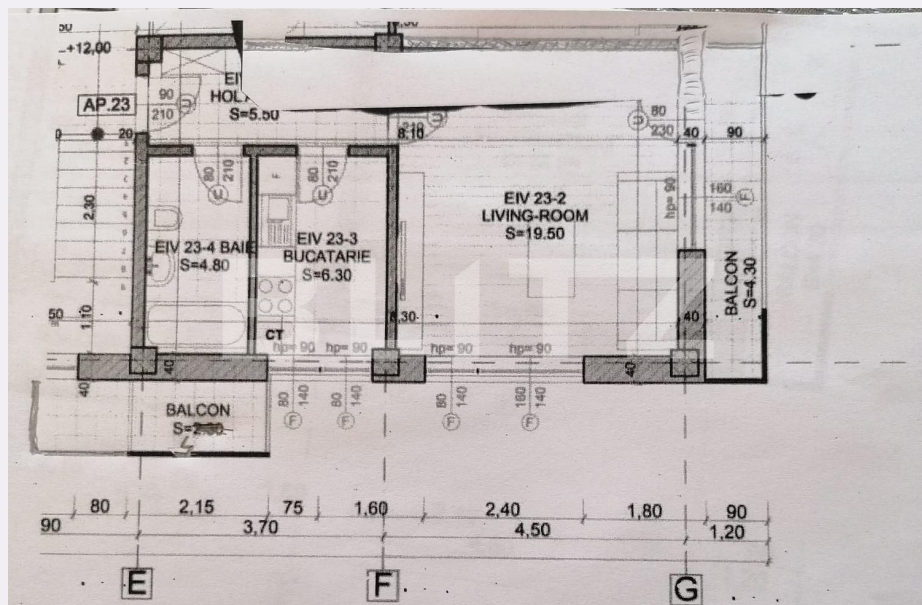 50
+12,00
AP.23
90
210
HOL
S=5.50
8.10
80
230
40
90
20
2,30
1,10
50
80
210
80
210
F
EIV 23-4 BAIE
S=4.80
EIV 23-3
BUCATARIE
S=6.30
EIV 23-2
LIVING-ROOM
S=19.50
hp= 90
160
140
F
BALCON
S=4.30
BLITZ
CT
8,30
40
hp= 90
hp= 90
hp= 90
hp= 90
40
40
40
BALCON
80
140
80
140
80
140
160
140
F
F
F
F
80
2,15
75
1,60
2,40
1,80
90
90
3,70
4,50
1,20
E
F
G